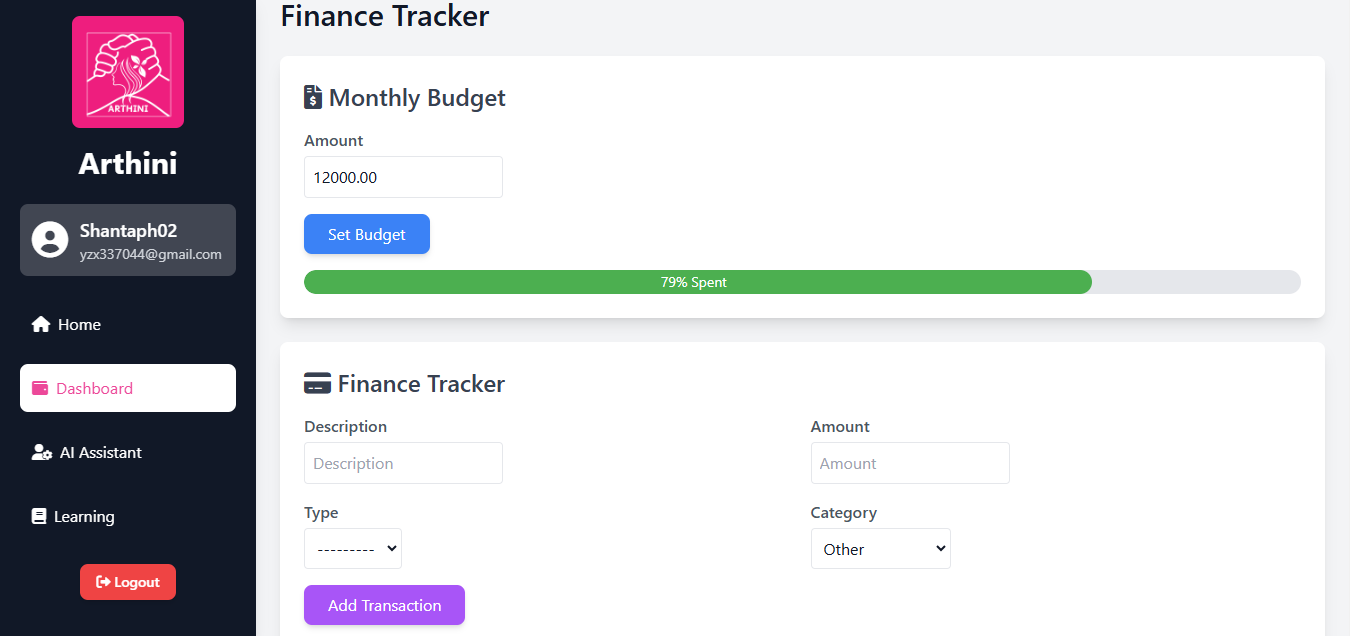 ARTHINI
Arthini
Shantaph02
yzx337044@gmail.com
Home
Dashboard
AI Assistant
Learning
Logout
Finance Tracker
Monthly Budget
Amount
12000.00
Set Budget
79% Spent
Finance Tracker
Description
Description
Amount
Amount
Type
---------
Category
Other
Add Transaction